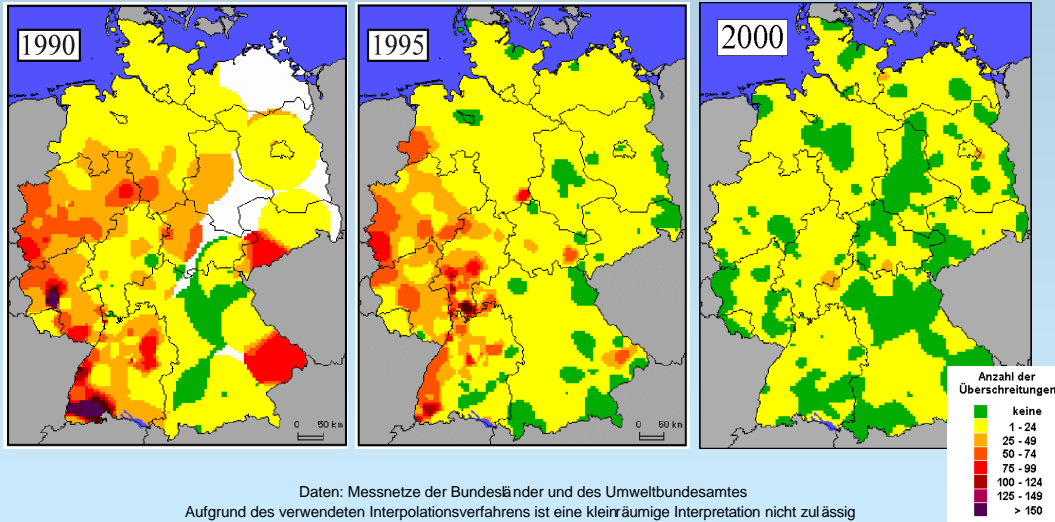 1990
1995
2000
0 50 km
0 50 km
Anzahl der
Überschreitungen
keine
1 - 24
25 - 49
50 - 74
75 - 99
100 - 124
125 - 149
> 150
Daten: Messnetze der Bundesländer und des Umweltbundesamtes
Aufgrund des verwendeten Interpolationsverfahrens ist eine kleinräumige Interpretation nicht zulässig